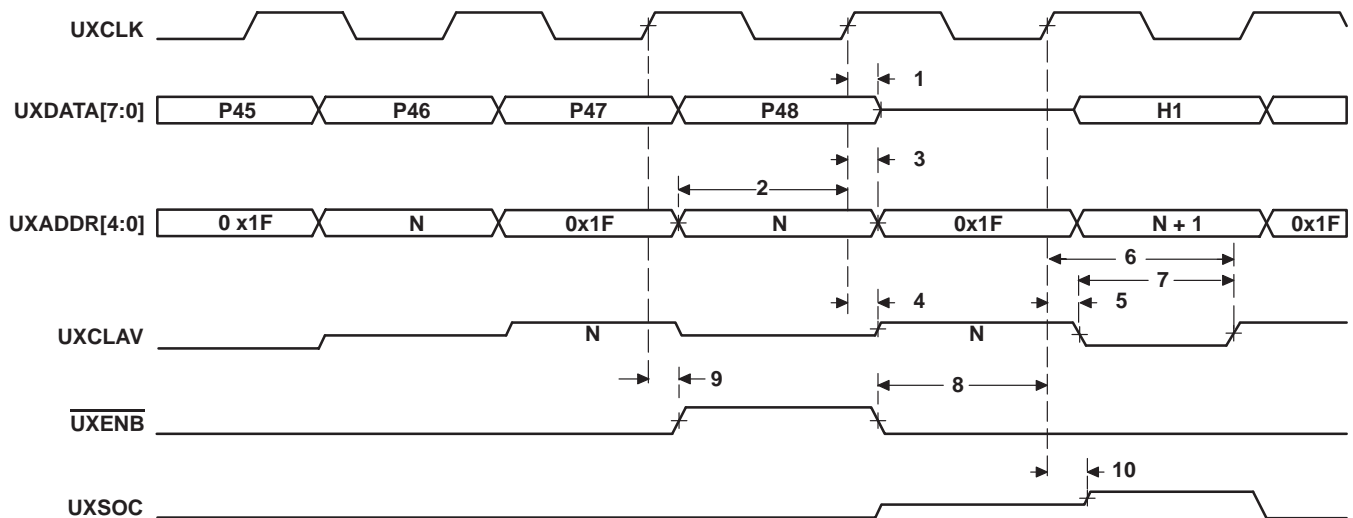 UXCLK
1
UXDATA[7:0] P45 P46 P47 P48 H1
3
2
UXADDR[4:0] 0 x1F N 0x1F N 0x1F N + 1 0x1F
6
7
4 5
UXCLAV N N
9 8
UXENB
10
UXSOC